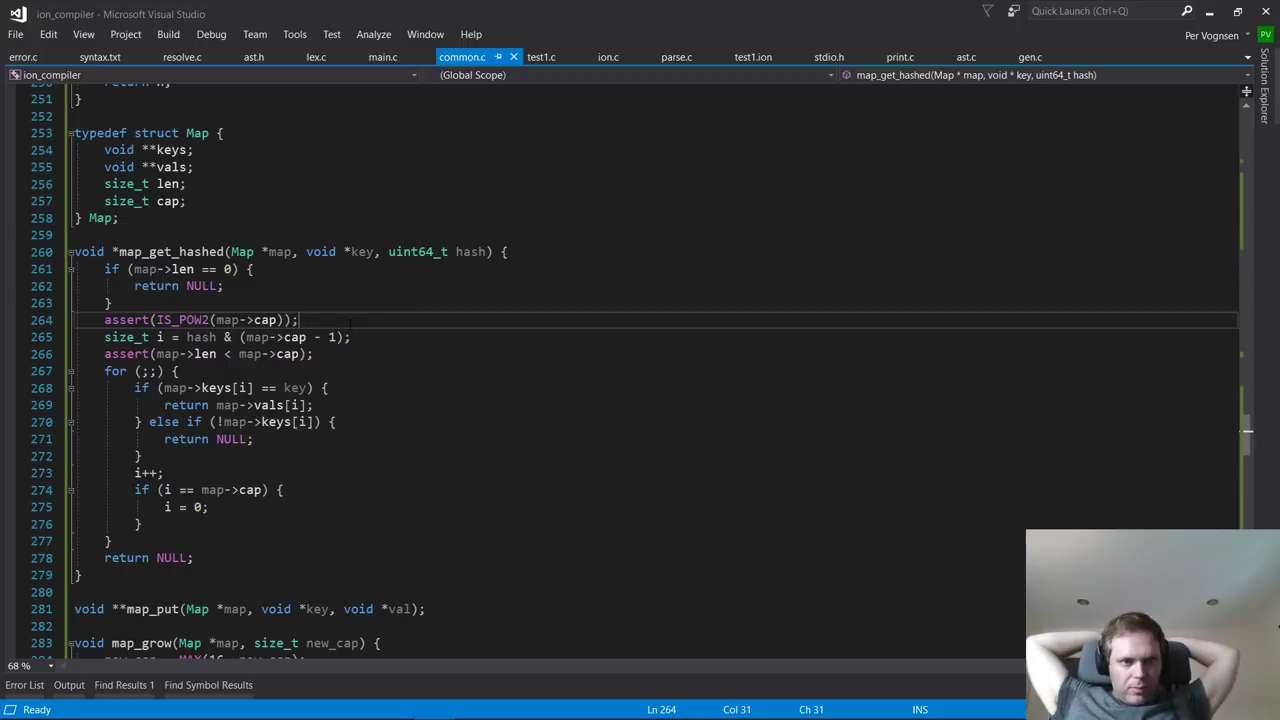 ion_compiler - Microsoft Visual Studio
Quick Launch (Ctrl+Q)
File Edit View Project Build Debug Team Tools Test Analyze Window Help
Per Vognsen PV
error.c syntax.txt resolve.c ast.h lex.c main.c common.c test1.c ion.c parse.c test1.ion stdio.h print.c ast.c gen.c
ion_compiler (Global Scope) map_get_hashed(Map * map, void * key, uint64_t hash)
Solution Explorer
251 }
252
253 typedef struct Map {
254 void **keys;
255 void **vals;
256 size_t len;
257 size_t cap;
258 } Map;
259
260 void *map_get_hashed(Map *map, void *key, uint64_t hash) {
261 if (map->len == 0) {
262 return NULL;
263 }
264 assert(IS_POW2(map->cap));
265 size_t i = hash & (map->cap - 1);
266 assert(map->len < map->cap);
267 for (;;) {
268 if (map->keys[i] == key) {
269 return map->vals[i];
270 } else if (!map->keys[i]) {
271 return NULL;
272 }
273 i++;
274 if (i == map->cap) {
275 i = 0;
276 }
277 }
278 return NULL;
279 }
280
281 void **map_put(Map *map, void *key, void *val);
282
283 void map_grow(Map *map, size_t new_cap) {
68 %
Error List Output Find Results 1 Find Symbol Results
Ready Ln 264 Col 31 Ch 31 INS